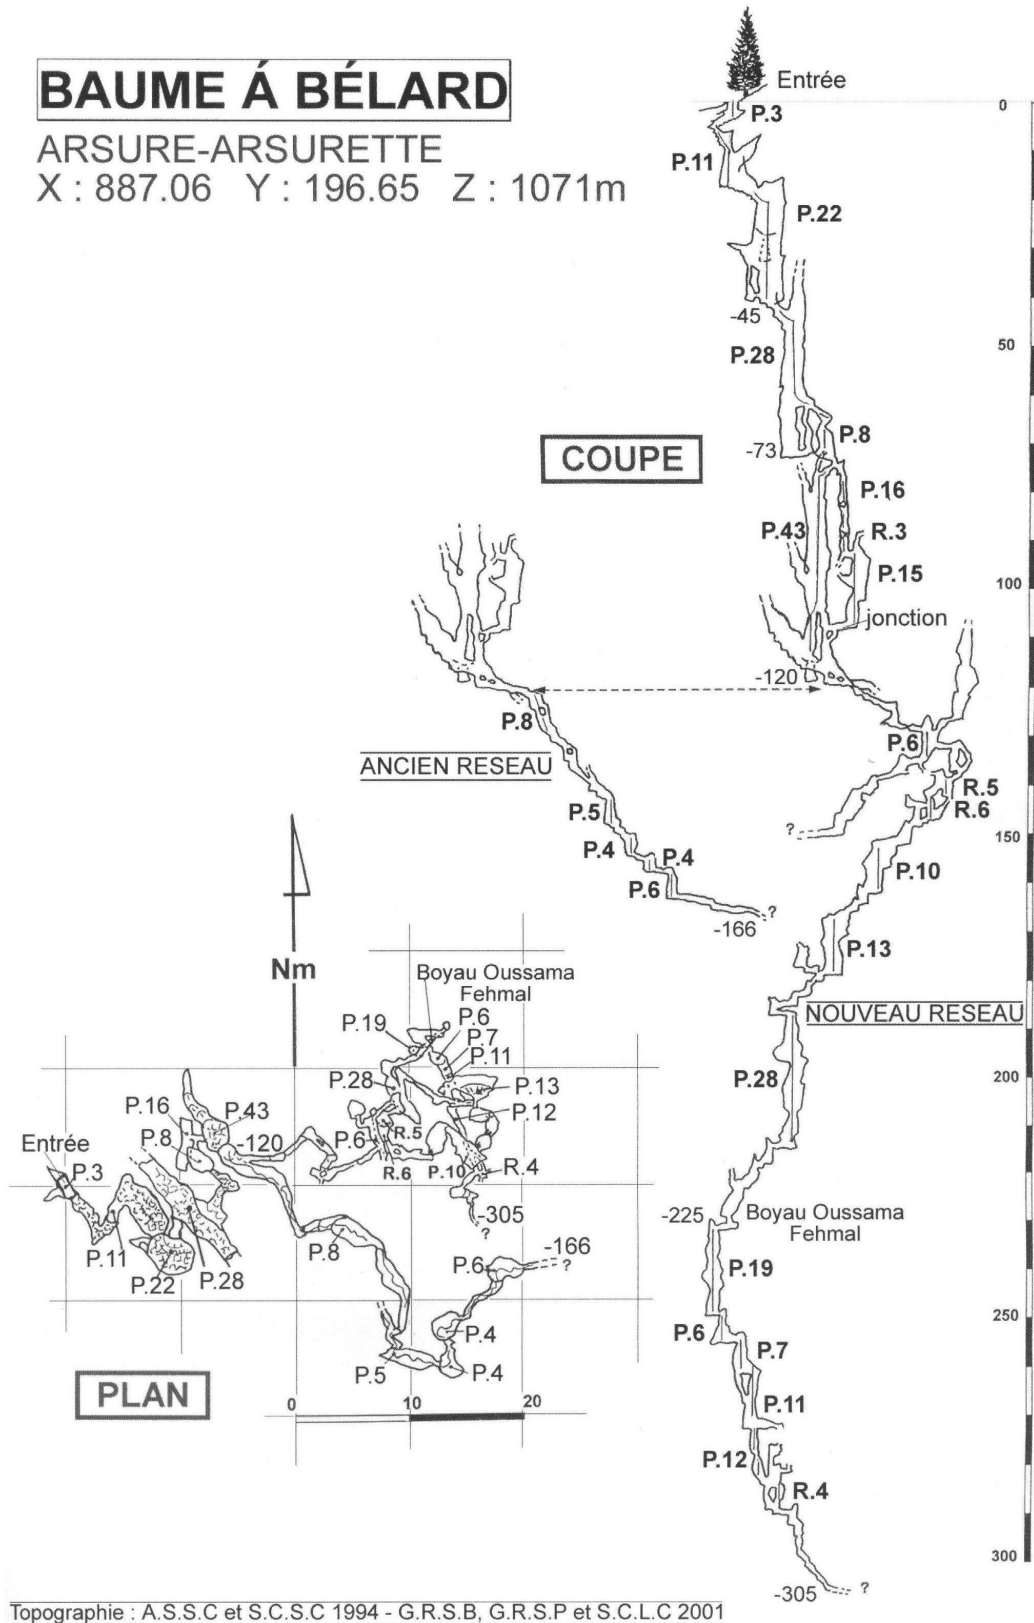 BAUME Á BÉLARD
ARSURE-ARSURETTE
X : 887.06 Y : 196.65 Z : 1071m
Entrée
0
P.3
P.11
P.22
-45
50
P.28
P.8
COUPE
-73
P.16
P.43
R.3
P.15
100
jonction
-120
P.8
P.6
ANCIEN RESEAU
R.5
R.6
P.5
?
150
P.4
P.4
P.10
P.6
?
-166
P.13
NOUVEAU RESEAU
P.28
200
-225
Boyau Oussama
Fehmal
P.19
250
P.6
P.7
P.11
P.12
R.4
300
-305
?
Nm
Boyau Oussama
Fehmal
P.19
P.6
P.7
P.11
P.28
P.13
P.16
P.43
P.12
P.8
-120
P.6
R.5
Entrée
R.6
P.10
R.4
P.3
-305
?
P.11
P.22
P.28
P.8
P.6
-166
?
P.4
P.5
P.4
PLAN
0
10
20
Topographie : A.S.S.C et S.C.S.C 1994 - G.R.S.B, G.R.S.P et S.C.L.C 2001